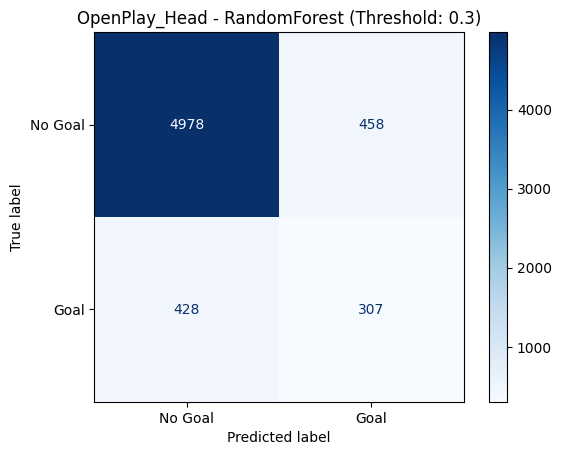 OpenPlay_Head - RandomForest (Threshold: 0.3)
No Goal
4978
458
Goal
428
307
No Goal
Goal
Predicted label
True label
4000
3000
2000
1000